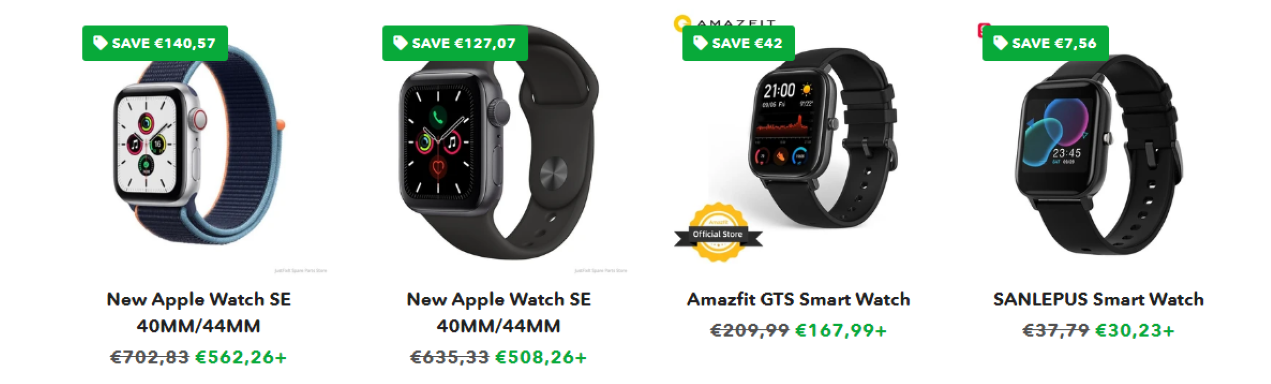 SAVE €140,57
New Apple Watch SE
40MM/44MM
€702,83 €562,26+
SAVE €127,07
New Apple Watch SE
40MM/44MM
€635,33 €508,26+
AMAZFIT
SAVE €42
21:00
Official Store
Amazfit GTS Smart Watch
€209,99 €167,99+
SAVE €7,56
23:45
SANLEPUS Smart Watch
€37,79 €30,23+